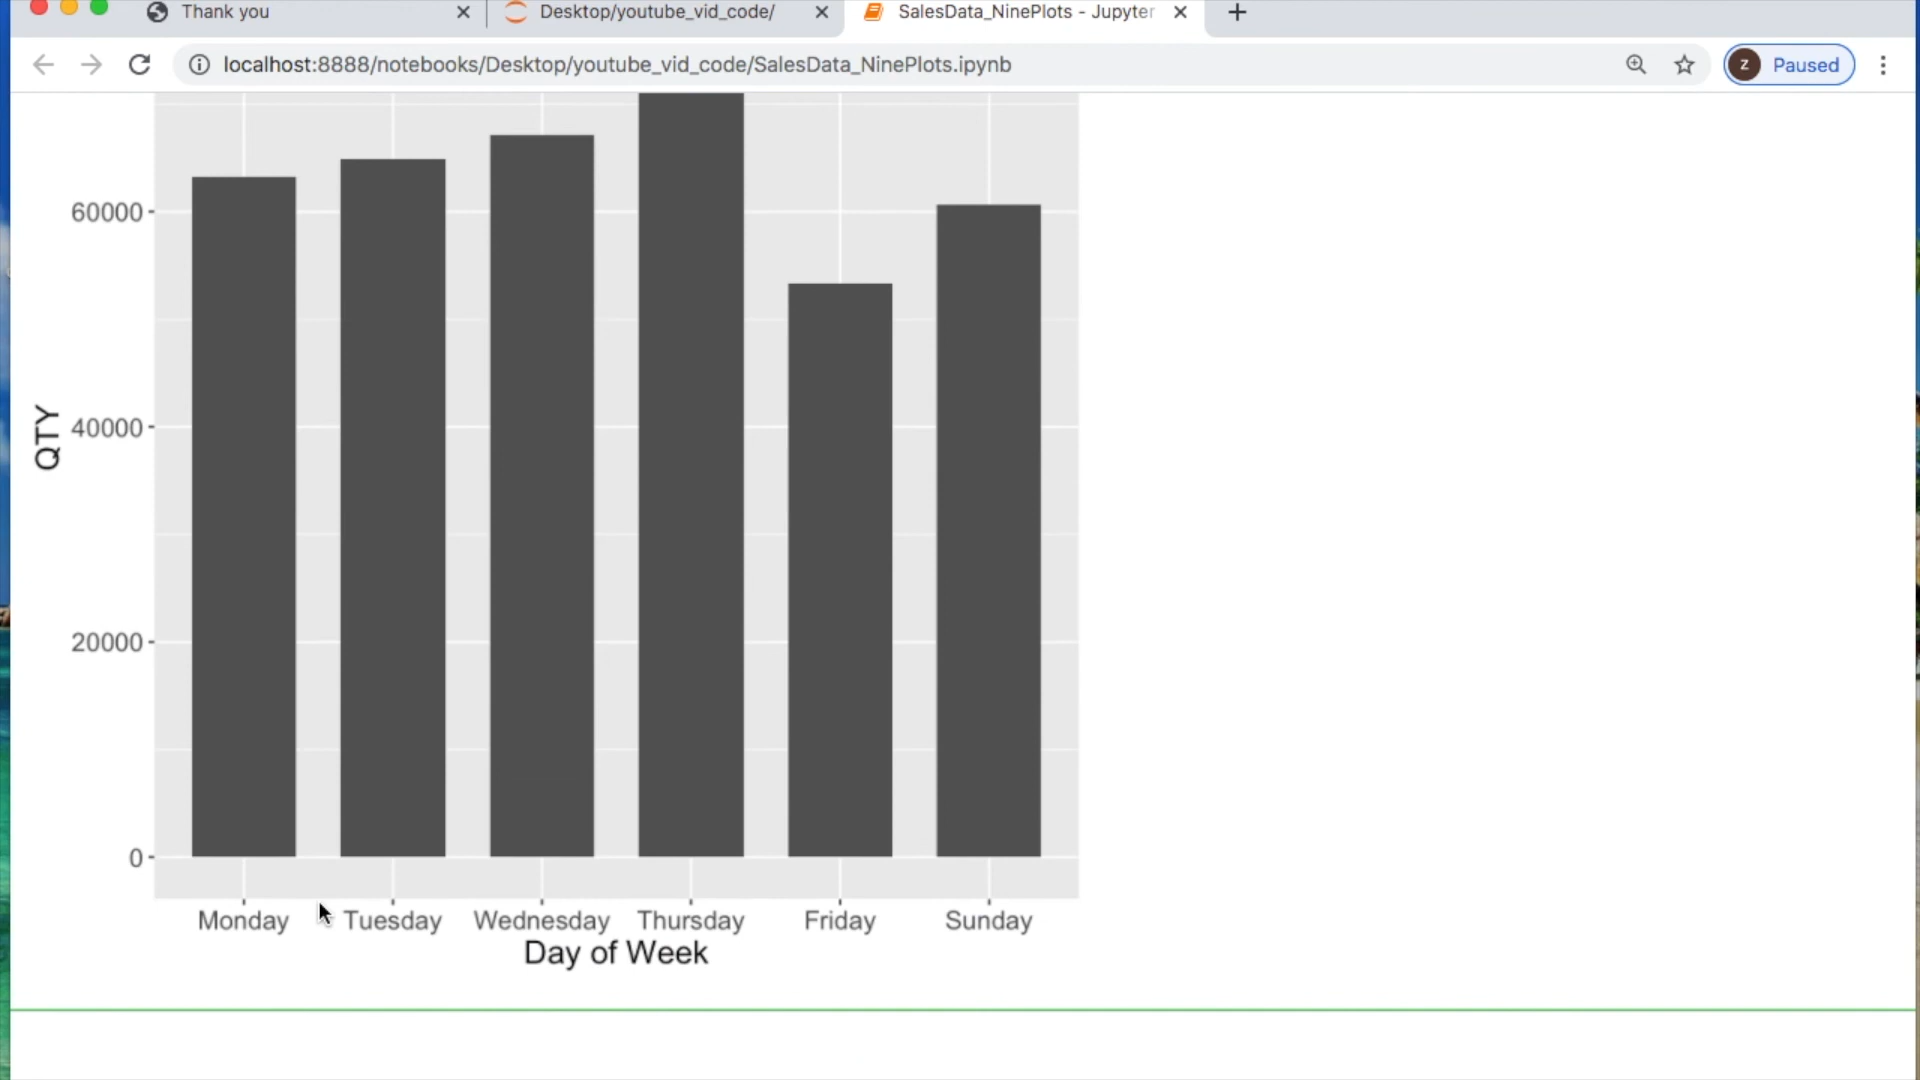 Thank you
Desktop/youtube_vid_code/
SalesData_NinePlots - Jupyter
localhost:8888/notebooks/Desktop/youtube_vid_code/SalesData_NinePlots.ipynb
z
Paused
60000
40000
20000
0
QTY
Monday Tuesday Wednesday Thursday Friday Sunday
Day of Week